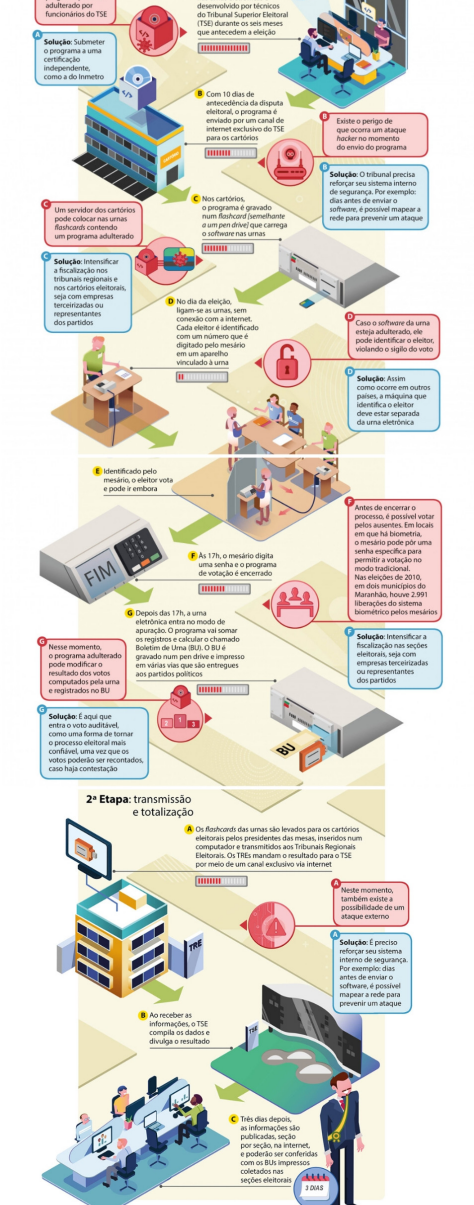 adulterado por
funcionários do TSE
desenvolvido por técnicos
do Tribunal Superior Eleitoral
(TSE) durante os seis meses
que antecedem a eleição
A
Solução: Submeter
o programa a uma
certificação
independente,
como a do Inmetro
B Com 10 dias de
antecedência da disputa
eleitoral, o programa é
enviado por um canal de
internet exclusivo do TSE
para os cartórios
B
Existe o perigo de
que ocorra um ataque
hacker no momento
do envio do programa
B
Solução: O tribunal precisa
reforçar seu sistema interno
de segurança. Por exemplo:
dias antes de enviar o
software, é possível mapear a
rede para prevenir um ataque
C Nos cartórios,
o programa é gravado
num flashcard [semelhante
a um pen drive] que carrega
o software nas urnas
C
Um servidor dos cartórios
pode colocar nas urnas
flashcards contendo
um programa adulterado
C
Solução: Intensificar
a fiscalização nos
tribunais regionais e
nos cartórios eleitorais,
seja com empresas
terceirizadas ou
representantes
dos partidos
D No dia da eleição,
ligam-se as urnas, sem
conexão com a internet.
Cada eleitor é identificado
com um número que é
digitado pelo mesário
em um aparelho
vinculado à urna
D
Caso o software da urna
esteja adulterado, ele
pode identificar o eleitor,
violando o sigilo do voto
D
Solução: Assim
como ocorre em outros
países, a máquina que
identifica o eleitor
deve estar separada
da urna eletrônica
E Identificado pelo
mesário, o eleitor vota
e pode ir embora
FIM
F Às 17h, o mesário digita
uma senha e o programa
de votação é encerrado
F
Antes de encerrar o
processo, é possível votar
pelos ausentes. Em locais
em que há biometria,
o mesário pode pôr uma
senha específica para
permitir a votação no
modo tradicional.
Nas eleições de 2010,
em dois municípios do
Maranhão, houve 2.991
liberações do sistema
biométrico pelos mesários
F
Solução: Intensificar a
fiscalização nas seções
eleitorais, seja com
empresas terceirizadas
ou representantes
dos partidos
G Depois das 17h, a urna
eletrônica entra no modo de
apuração. O programa vai somar
os registros e calcular o chamado
Boletim de Urna (BU). O BU é
gravado num pen drive e impresso
em várias vias que são entregues
aos partidos políticos
G
Nesse momento,
o programa adulterado
pode modificar o
resultado dos votos
computados pela urna
e registrados no BU
G
Solução: É aqui que
entra o voto auditável,
como uma forma de tornar
o processo eleitoral mais
confiável, uma vez que os
votos poderão ser recontados,
caso haja contestação
2 1 3
BU
2ª Etapa: transmissão
e totalização
A Os flashcards das urnas são levados para os cartórios
eleitorais pelos presidentes das mesas, inseridos num
computador e transmitidos aos Tribunais Regionais
Eleitorais. Os TREs mandam o resultado para o TSE
por meio de um canal exclusivo via internet
A
Neste momento,
também existe a
possibilidade de um
ataque externo
A
Solução: É preciso
reforçar seu sistema
interno de segurança.
Por exemplo: dias
antes de enviar o
software, é possível
mapear a rede para
prevenir um ataque
TRE
B Ao receber as
informações, o TSE
compila os dados e
divulga o resultado
TSE
C Três dias depois,
as informações são
publicadas, seção
por seção, na internet,
e poderão ser conferidas
com os BUs impressos
coletados nas
seções eleitorais
3 DIAS